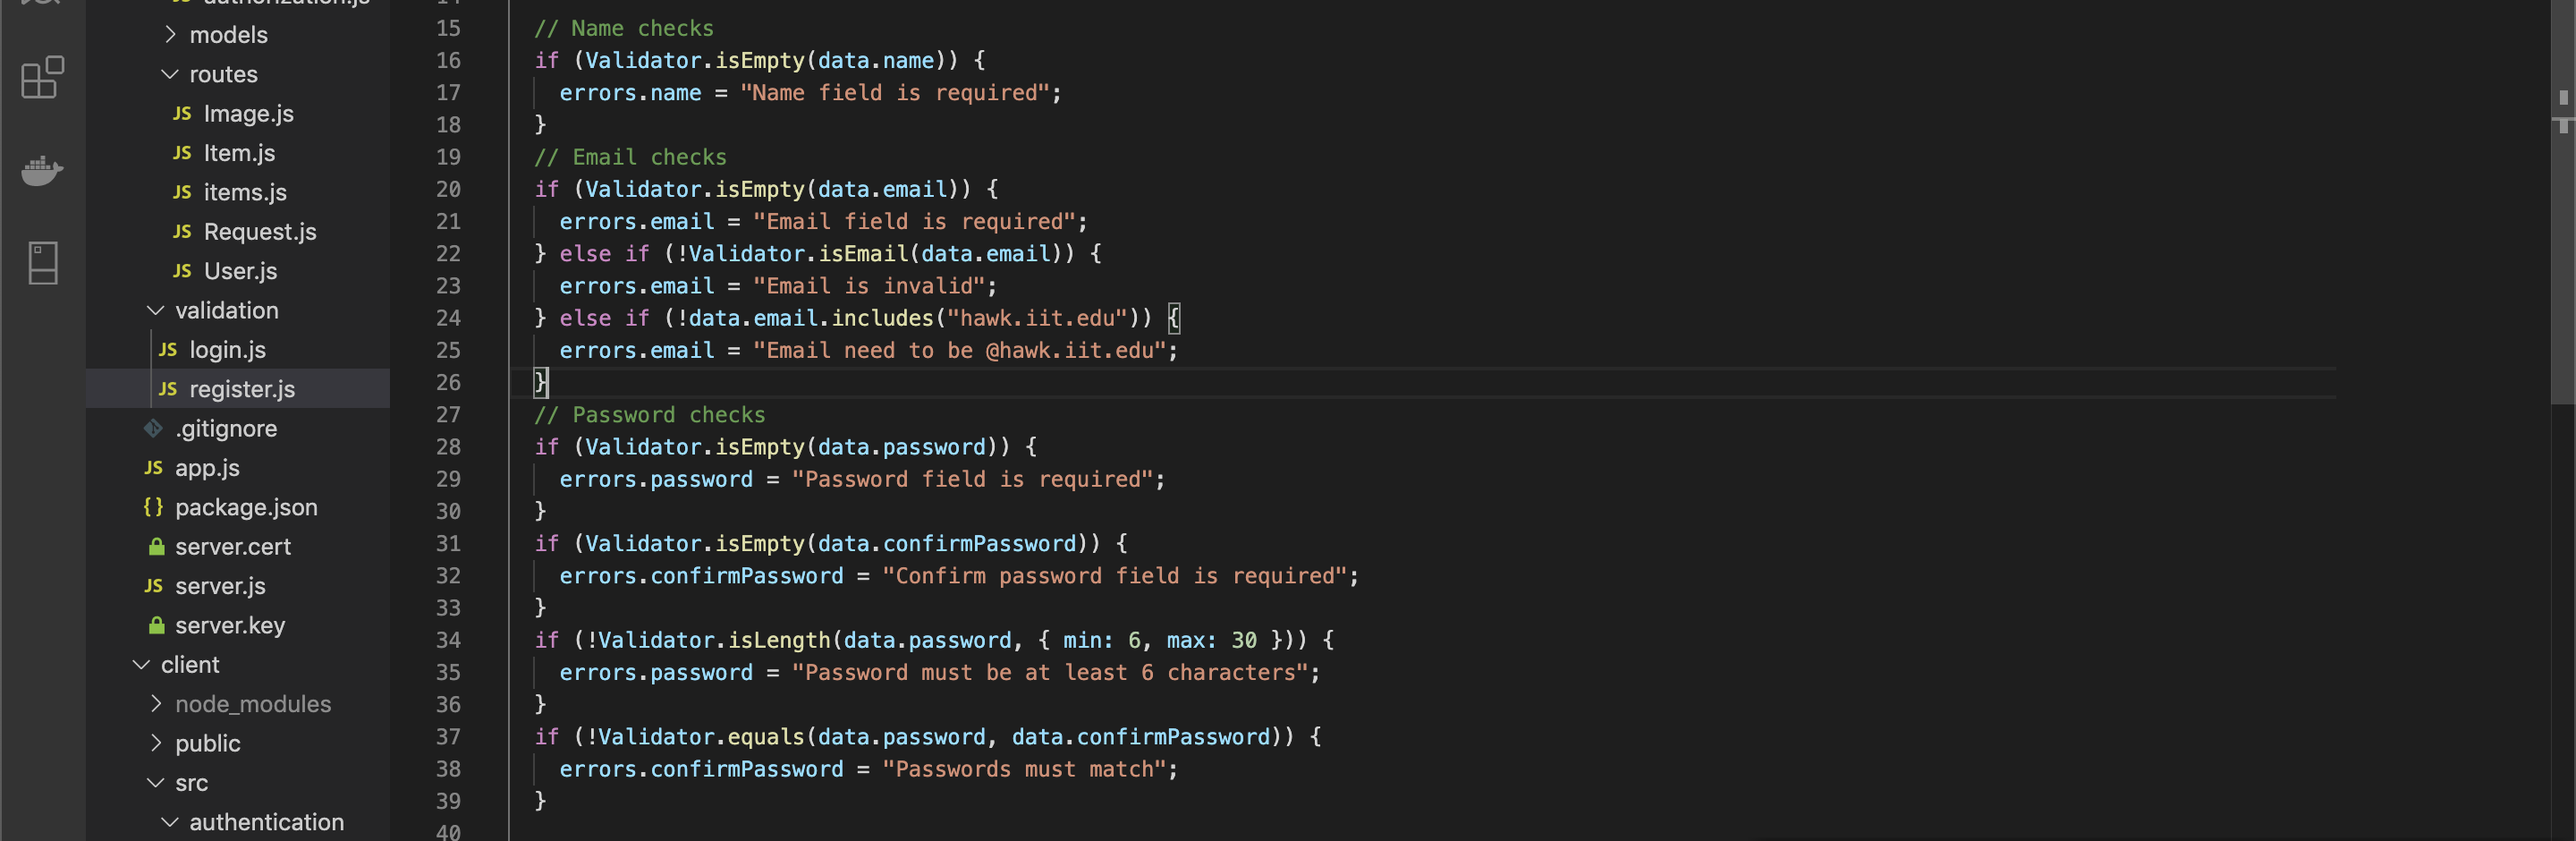 authorization.js
models
routes
JS Image.js
JS Item.js
JS items.js
JS Request.js
JS User.js
validation
JS login.js
JS register.js
.gitignore
JS app.js
{} package.json
server.cert
JS server.js
server.key
client
node_modules
public
src
authentication
14
15 // Name checks
16 if (Validator.isEmpty(data.name)) {
17 errors.name = "Name field is required";
18 }
19 // Email checks
20 if (Validator.isEmpty(data.email)) {
21 errors.email = "Email field is required";
22 } else if (!Validator.isEmail(data.email)) {
23 errors.email = "Email is invalid";
24 } else if (!data.email.includes("hawk.iit.edu")) {
25 errors.email = "Email need to be @hawk.iit.edu";
26 }
27 // Password checks
28 if (Validator.isEmpty(data.password)) {
29 errors.password = "Password field is required";
30 }
31 if (Validator.isEmpty(data.confirmPassword)) {
32 errors.confirmPassword = "Confirm password field is required";
33 }
34 if (!Validator.isLength(data.password, { min: 6, max: 30 })) {
35 errors.password = "Password must be at least 6 characters";
36 }
37 if (!Validator.equals(data.password, data.confirmPassword)) {
38 errors.confirmPassword = "Passwords must match";
39 }
40